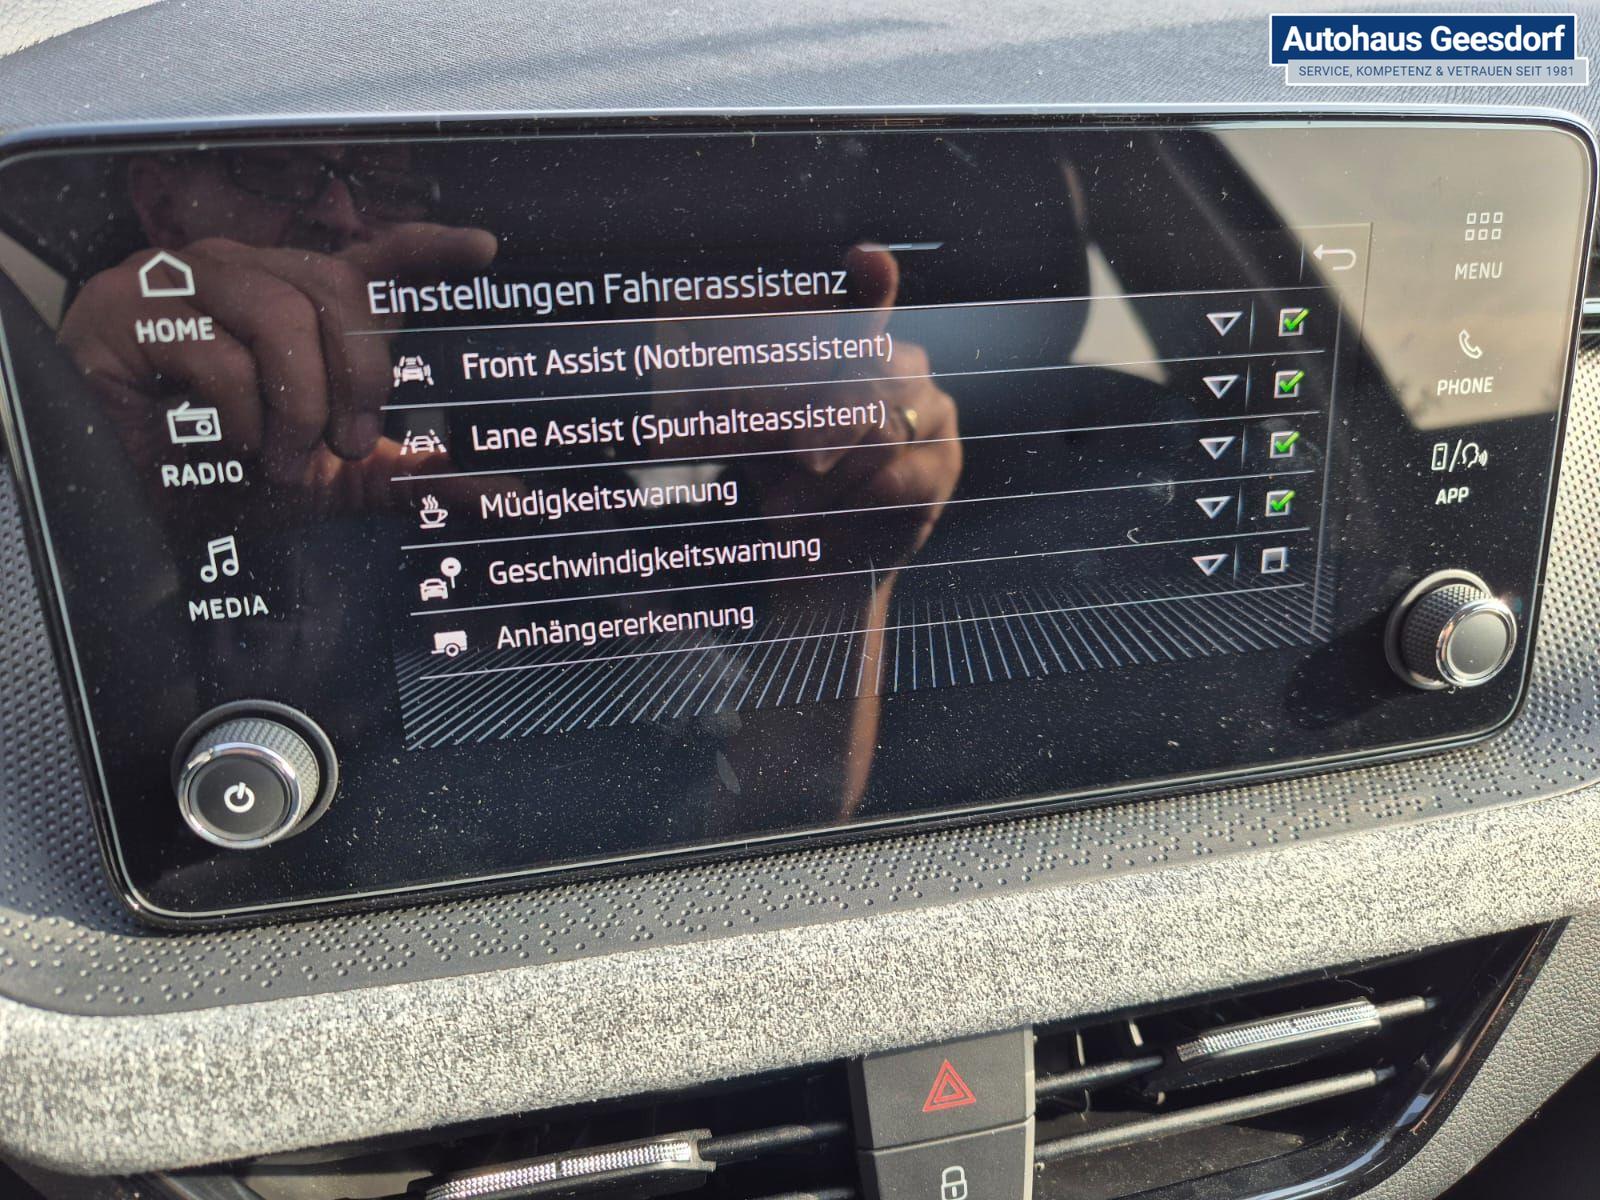 Autohaus Geesdorf
SERVICE, KOMPETENZ & VETRAUEN SEIT 1981
HOME
RADIO
MEDIA
Einstellungen Fahrerassistenz
Front Assist (Notbremsassistent)
Lane Assist (Spurhalteassistent)
Müdigkeitswarnung
Geschwindigkeitswarnung
Anhängererkennung
MENU
PHONE
APP